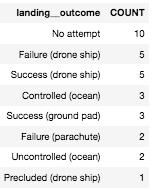 landing__outcome COUNT
No attempt 10
Failure (drone ship) 5
Success (drone ship) 5
Controlled (ocean) 3
Success (ground pad) 3
Failure (parachute) 2
Uncontrolled (ocean) 2
Precluded (drone ship) 1